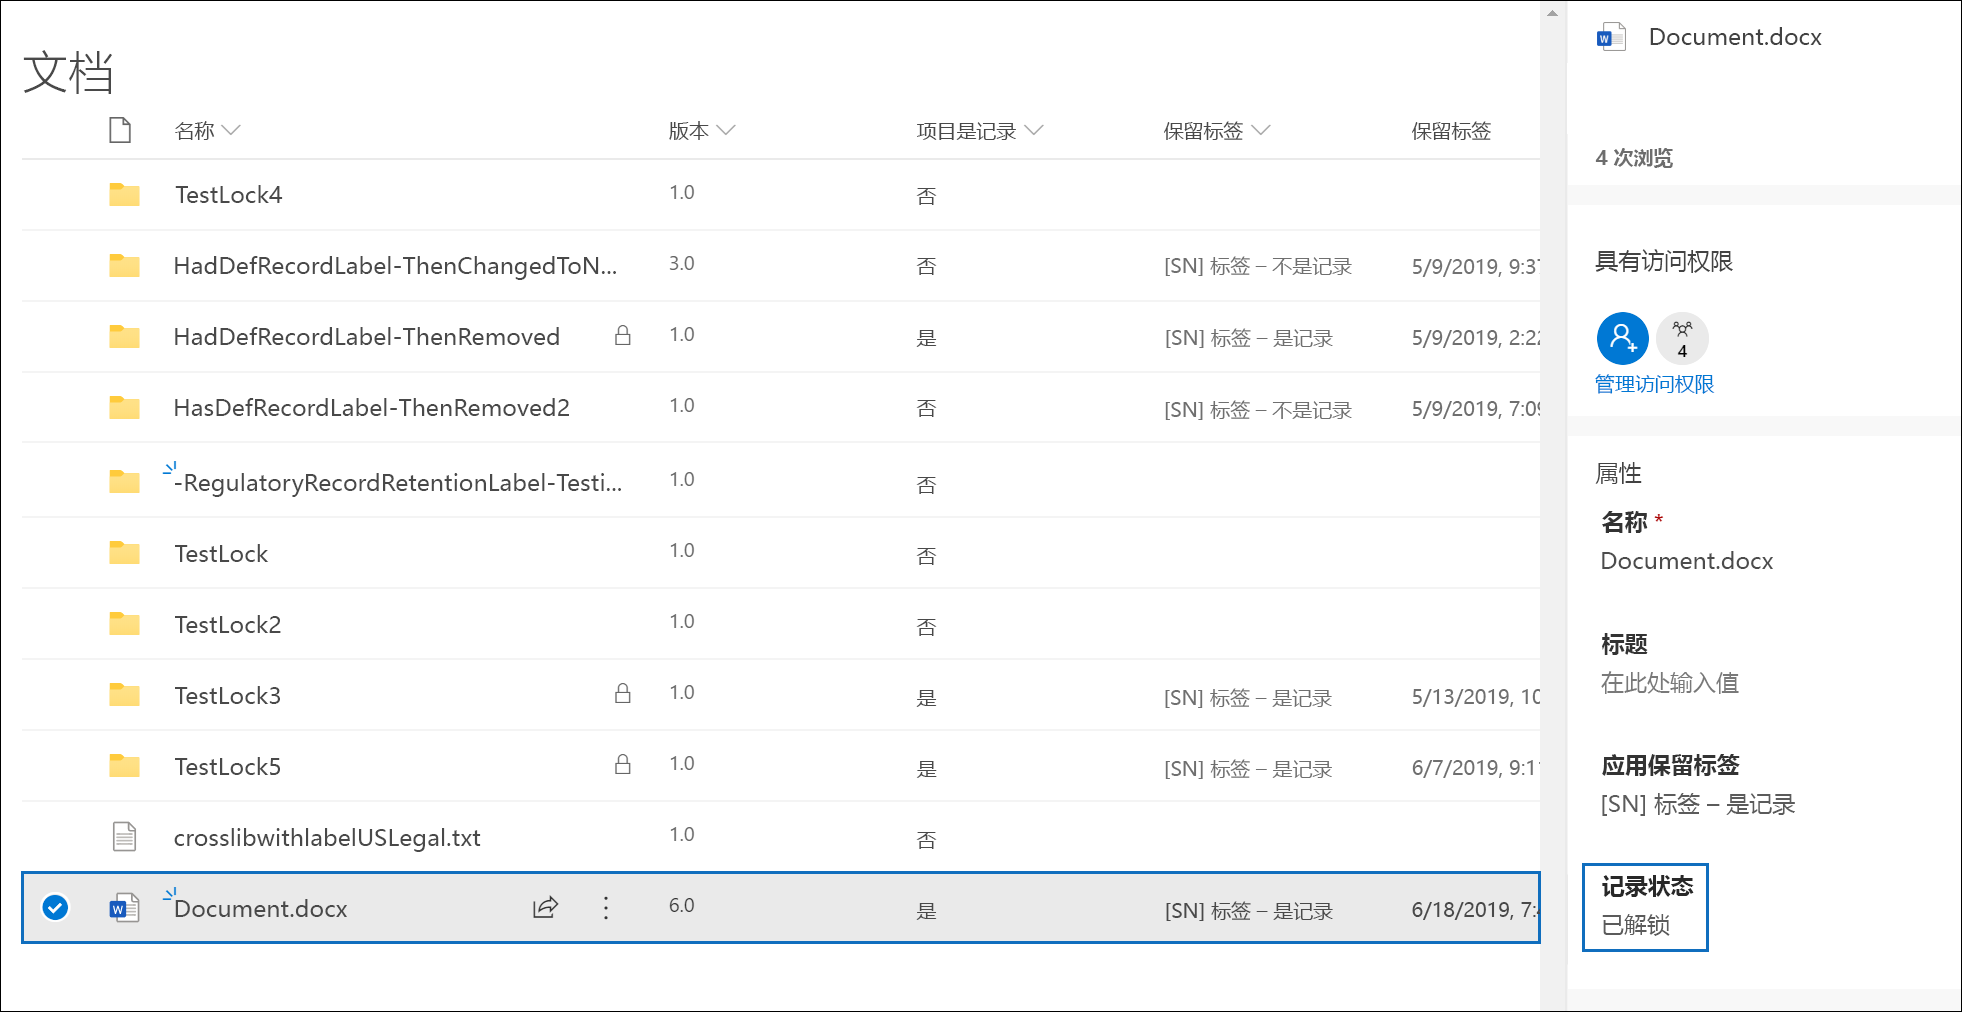 文档
名称 版本 项目是记录 保留标签 保留标签
TestLock4 1.0 否
HadDefRecordLabel-ThenChangedToN... 3.0 否 [SN] 标签 – 不是记录 5/9/2019, 9:37
HadDefRecordLabel-ThenRemoved 1.0 是 [SN] 标签 – 是记录 5/9/2019, 2:22
HasDefRecordLabel-ThenRemoved2 1.0 否 [SN] 标签 – 不是记录 5/9/2019, 7:09
-RegulatoryRecordRetentionLabel-Testi... 1.0 否
TestLock 1.0 否
TestLock2 1.0 否
TestLock3 1.0 是 [SN] 标签 – 是记录 5/13/2019, 10
TestLock5 1.0 是 [SN] 标签 – 是记录 6/7/2019, 9:11
crosslibwithlabelUSLegal.txt 1.0 否
Document.docx 6.0 是 [SN] 标签 – 是记录 6/18/2019, 7:4
Document.docx
4 次浏览
具有访问权限
4
管理访问权限
属性
名称 *
Document.docx
标题
在此处输入值
应用保留标签
[SN] 标签 – 是记录
记录状态
已解锁